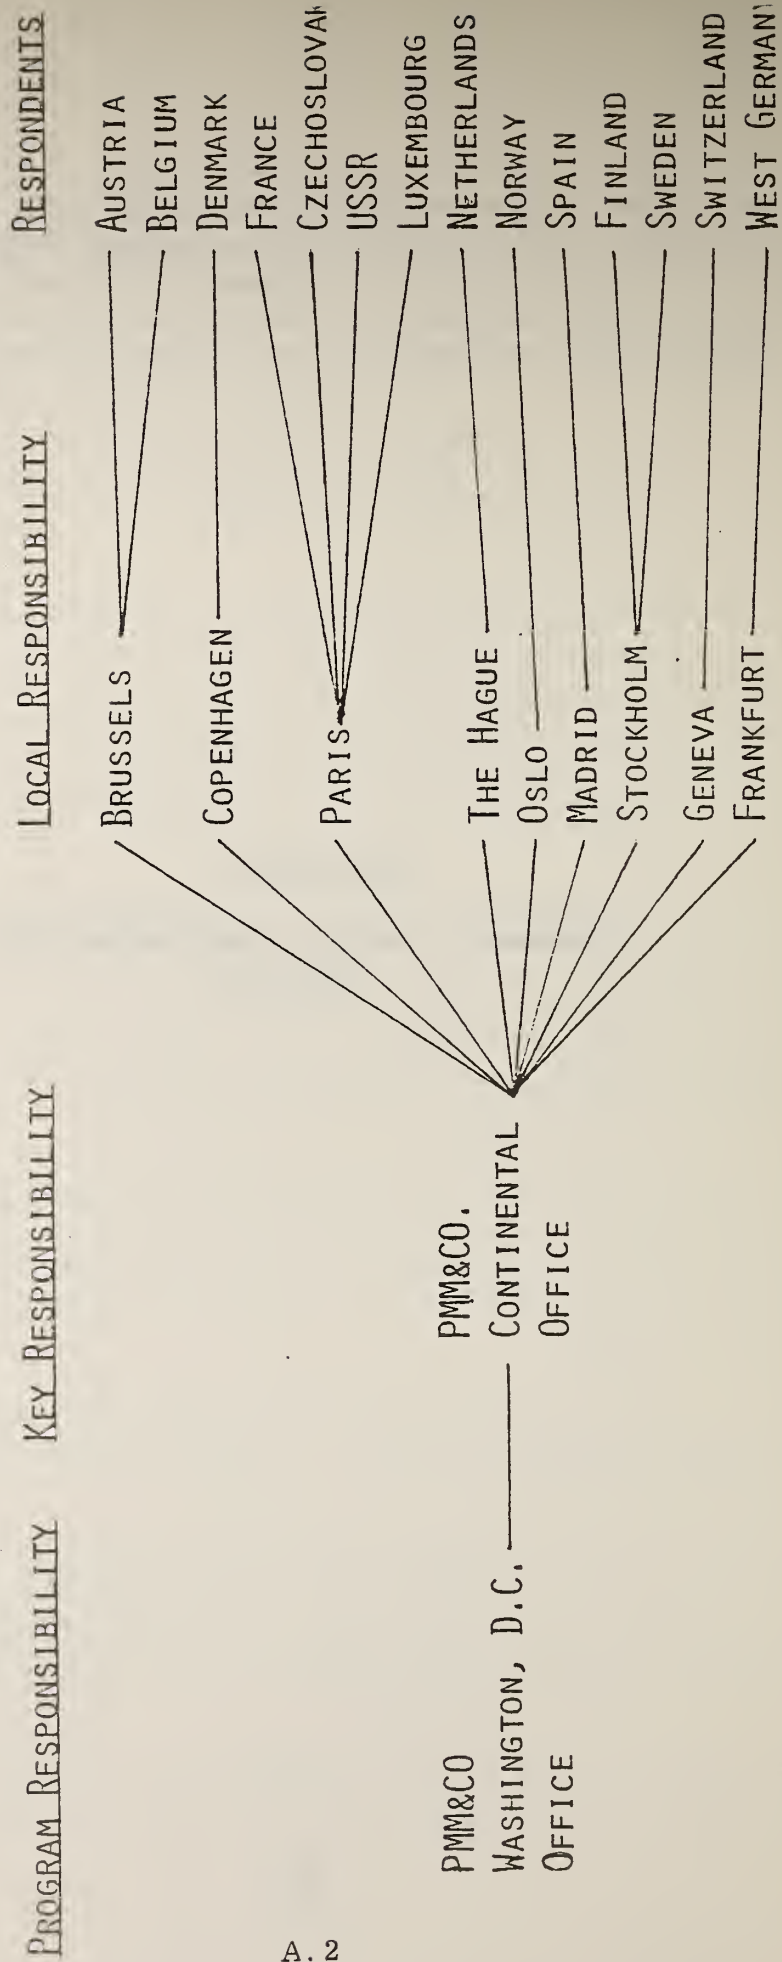 PROGRAM RESPONSIBILITY
KEY RESPONSIBILITY
LOCAL RESPONSIBILITY
RESPONDENTS
PMM&CO
WASHINGTON, D.C.
OFFICE
PMM&CO.
CONTINENTAL
OFFICE
BRUSSELS
COPENHAGEN
PARIS
THE HAGUE
OSLO
MADRID
STOCKHOLM
GENEVA
FRANKFURT
AUSTRIA
BELGIUM
DENMARK
FRANCE
USSR
LUXEMBOURG
NETHERLANDS
NORWAY
SPAIN
FINLAND
SWEDEN
SWITZERLAND
WEST
A.2